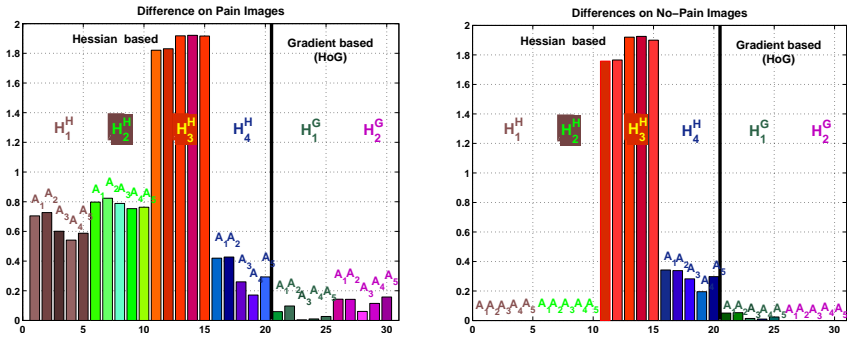 Difference on Pain Images
2
1.8
1.6
1.4
1.2
1
0.8
0.6
0.4
0.2
0
0 5 10 15 20 25 30
Hessian based
Gradient based
(HoG)
H₁ᴴ H₂ᴴ H₃ᴴ H₄ᴴ H₁ᴳ H₂ᴳ
A₁ A₂ A₃ A₄ A₅
A₁ A₂ A₃ A₄ A₅
A₁ A₂ A₃ A₄ A₅
A₁ A₂ A₃ A₄ A₅
A₁ A₂ A₃ A₄ A₅
Differences on No−Pain Images
2
1.8
1.6
1.4
1.2
1
0.8
0.6
0.4
0.2
0
0 5 10 15 20 25 30
Hessian based
Gradient based
(HoG)
H₁ᴴ H₂ᴴ H₃ᴴ H₄ᴴ H₁ᴳ H₂ᴳ
A₁ A₂ A₃ A₄ A₅
A₁ A₂ A₃ A₄ A₅
A₁ A₂ A₃ A₄ A₅
A₁ A₂ A₃ A₄ A₅
A₁ A₂ A₃ A₄ A₅